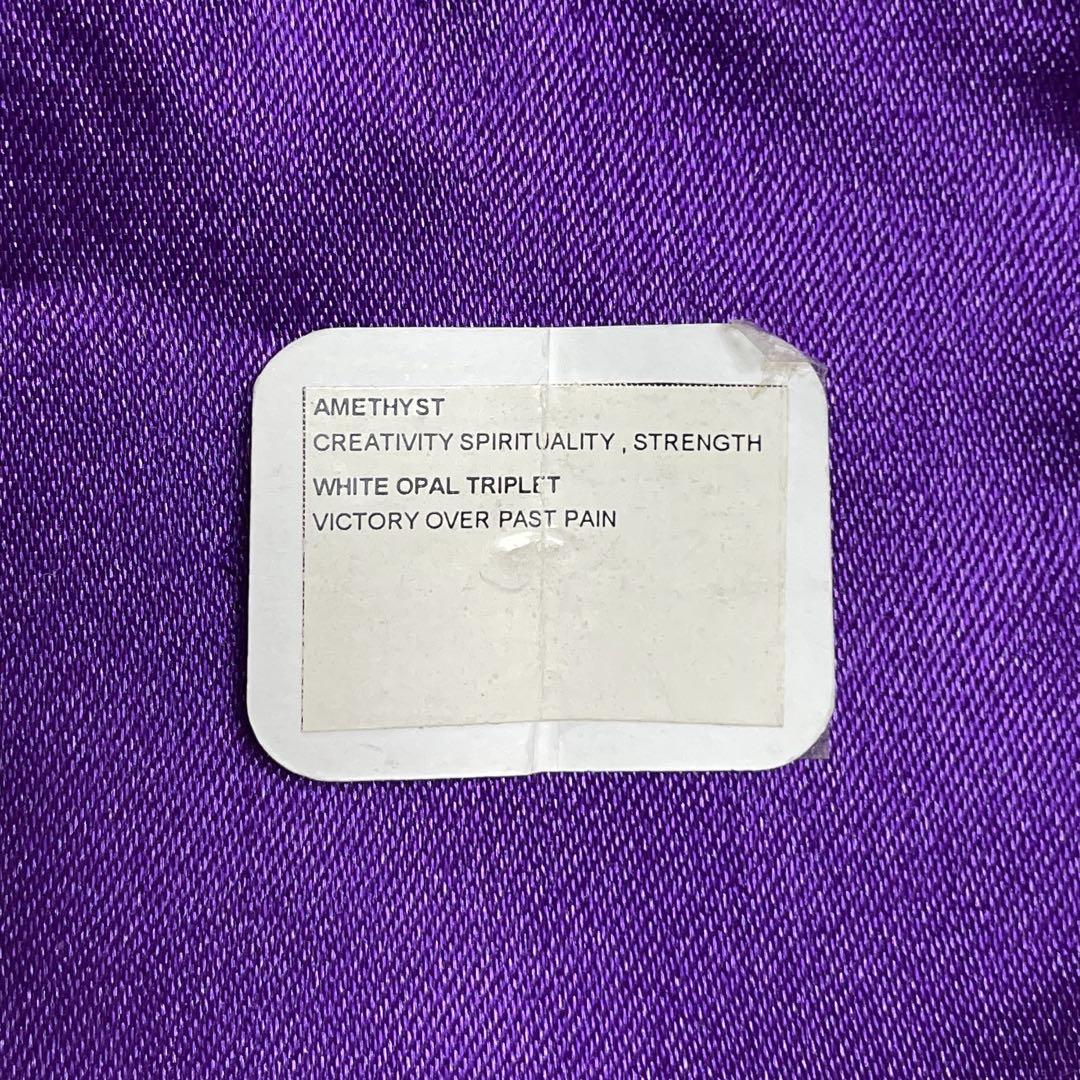 AMETHYST
CREATIVITY SPIRITUALITY , STRENGTH
WHITE OPAL TRIPLET
VICTORY OVER PAST PAIN